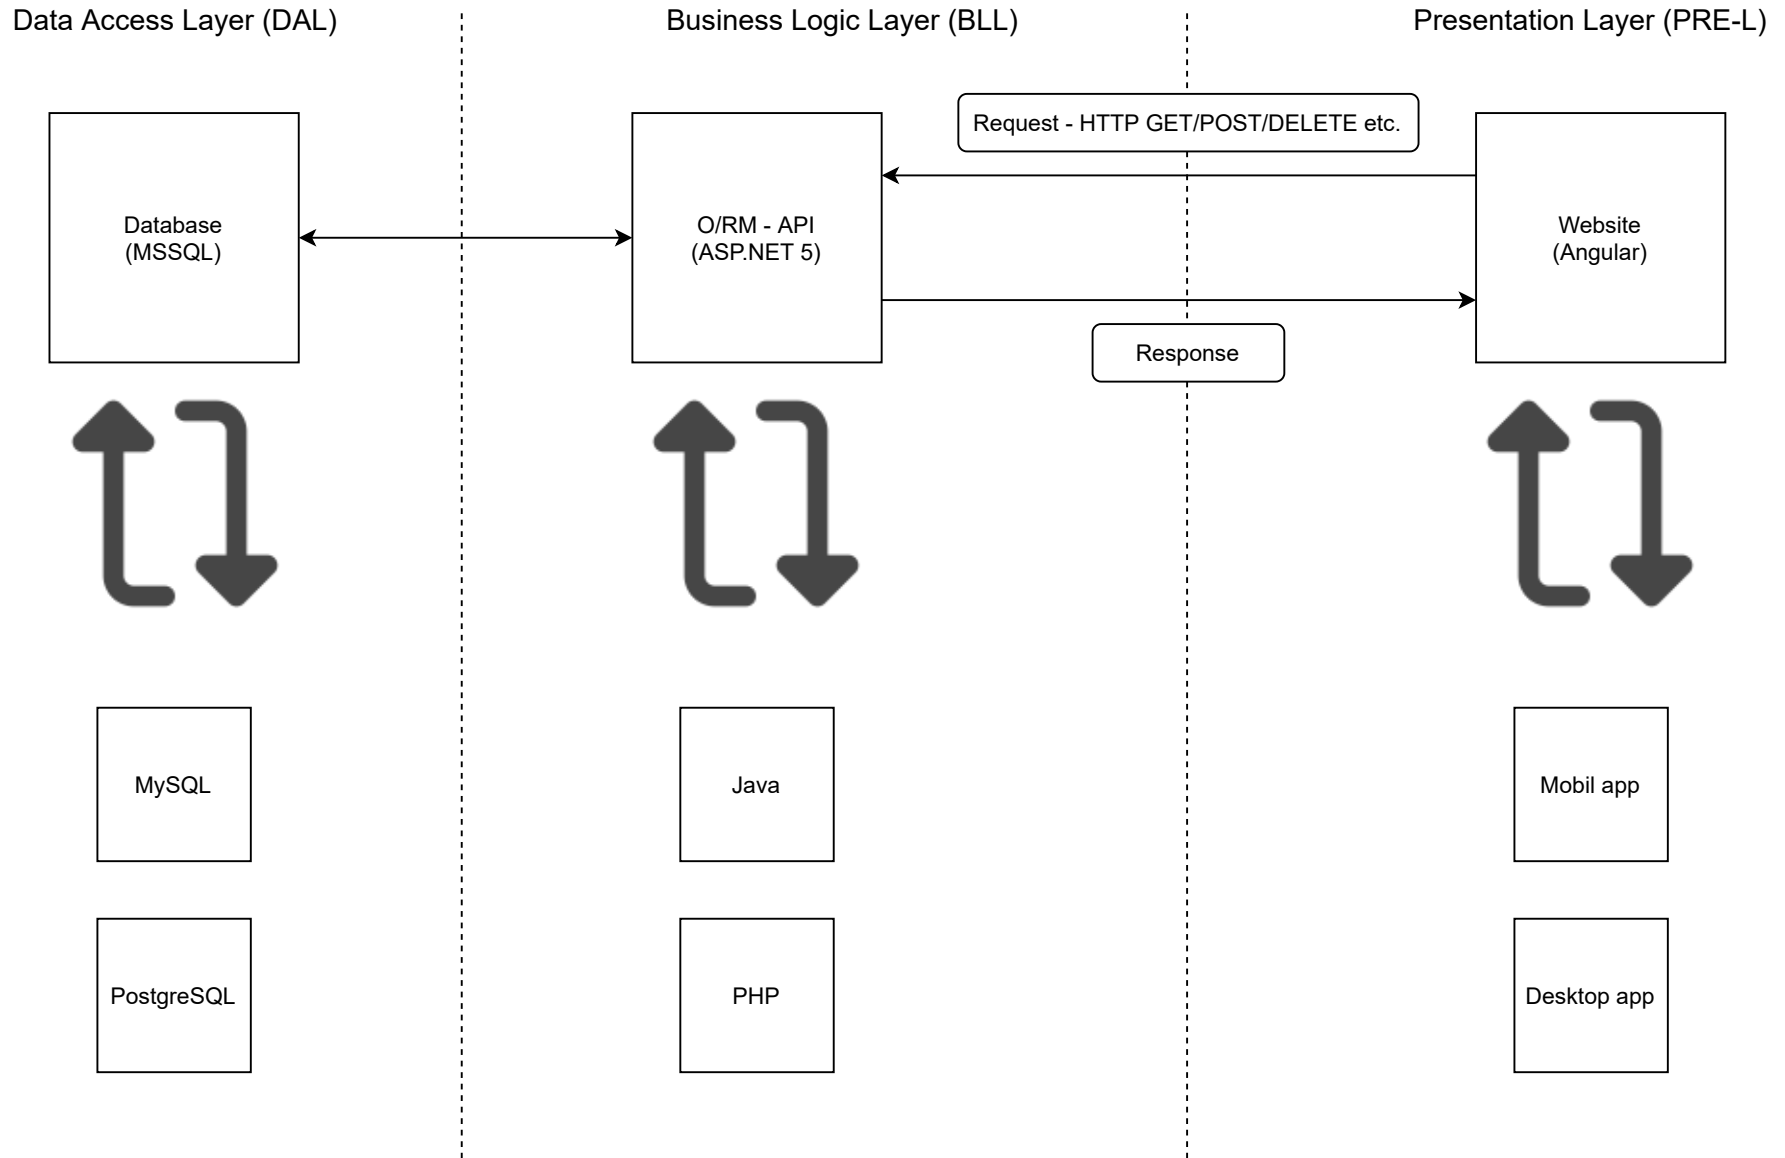 Data Access Layer (DAL)
Business Logic Layer (BLL)
Presentation Layer (PRE-L)
Request - HTTP GET/POST/DELETE etc.
Database
(MSSQL)
O/RM - API
(ASP.NET 5)
Website
(Angular)
Response
MySQL
Java
Mobil app
PostgreSQL
PHP
Desktop app